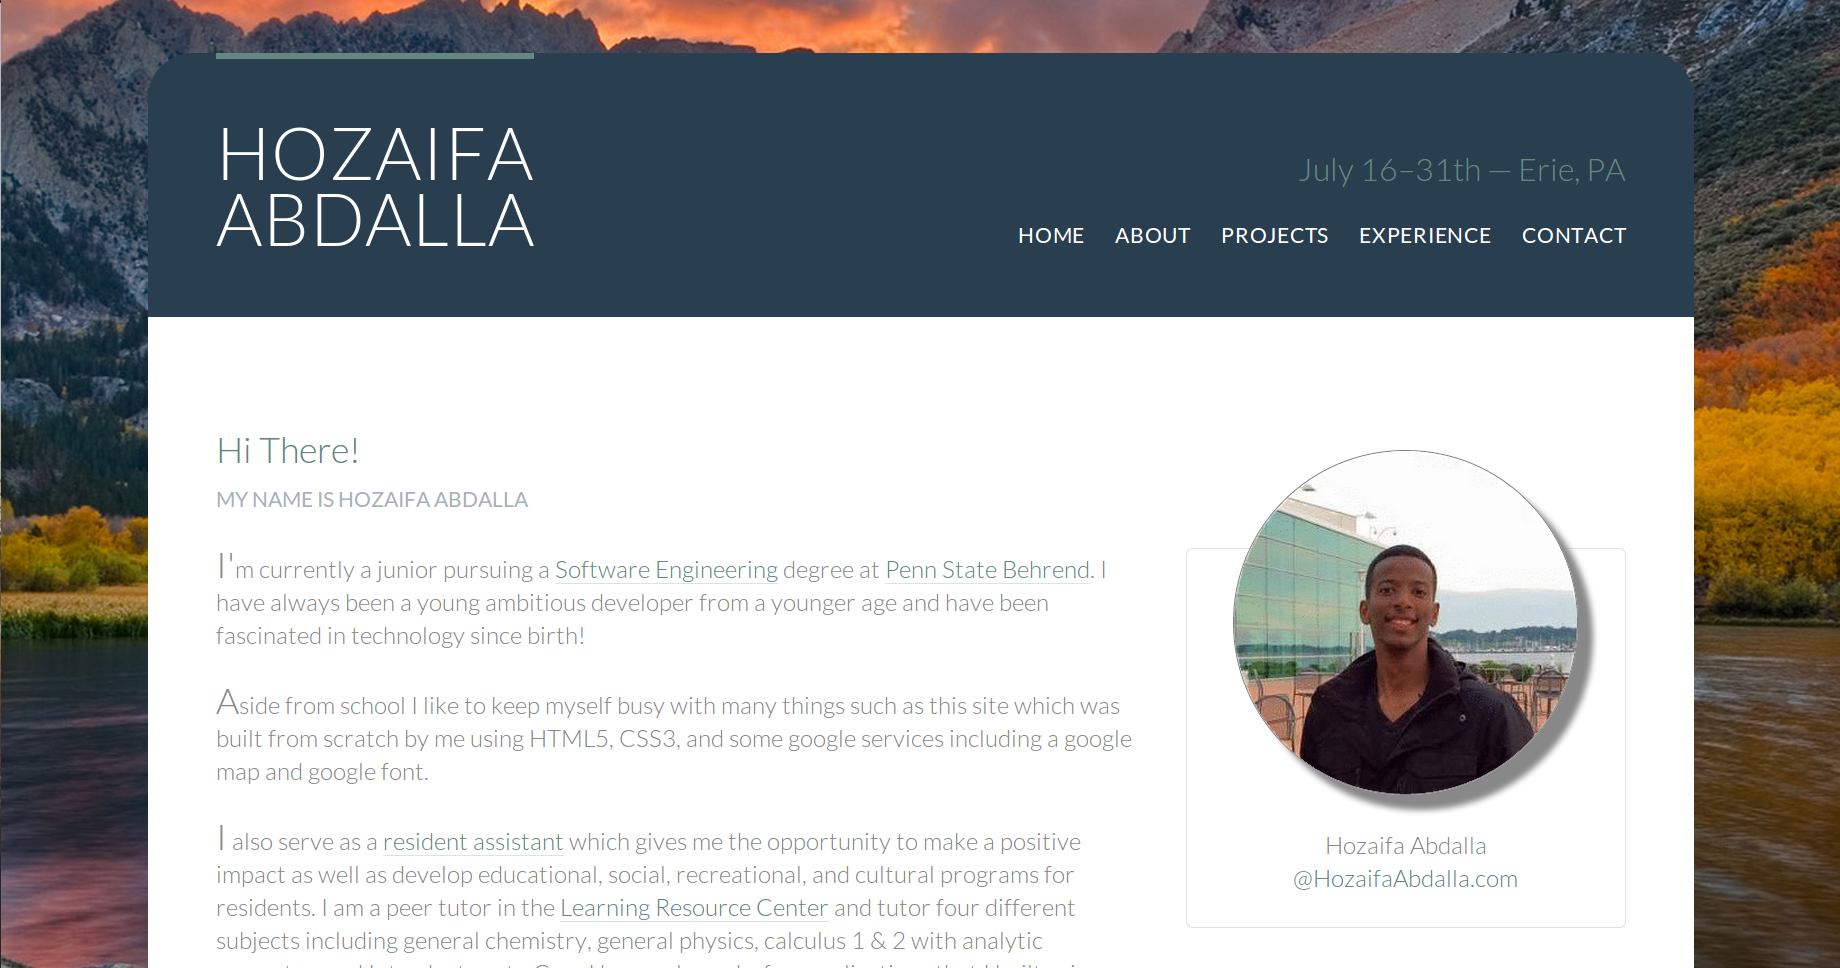 HOZAIFA
ABDALLA
July 16–31th — Erie, PA
HOME ABOUT PROJECTS EXPERIENCE CONTACT
Hi There!
MY NAME IS HOZAIFA ABDALLA
I'm currently a junior pursuing a Software Engineering degree at Penn State Behrend. I
have always been a young ambitious developer from a younger age and have been
fascinated in technology since birth!
Aside from school I like to keep myself busy with many things such as this site which was
built from scratch by me using HTML5, CSS3, and some google services including a google
map and google font.
I also serve as a resident assistant which gives me the opportunity to make a positive
impact as well as develop educational, social, recreational, and cultural programs for
residents. I am a peer tutor in the Learning Resource Center and tutor four different
subjects including general chemistry, general physics, calculus 1 & 2 with analytic
Hozaifa Abdalla
@HozaifaAbdalla.com